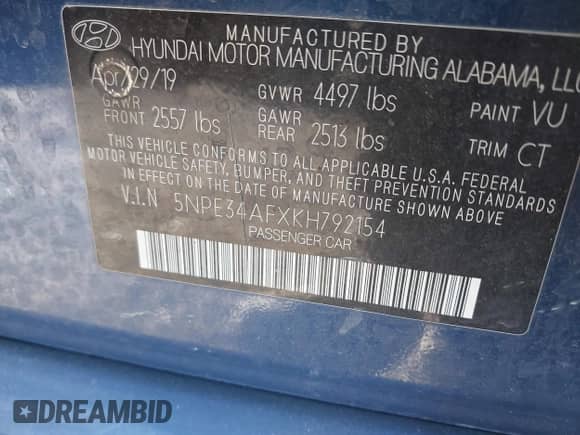 MANUFACTURED BY
HYUNDAI MOTOR MANUFACTURING ALABAMA, LLC
Apr/29/19 GVWR 4497 lbs PAINT VU
GAWR FRONT 2557 lbs GAWR REAR 2513 lbs TRIM CT
THIS VEHICLE CONFORMS TO ALL APPLICABLE U.S.A. FEDERAL
MOTOR VEHICLE SAFETY, BUMPER, AND THEFT PREVENTION STANDARDS
IN EFFECT ON THE DATE OF MANUFACTURE SHOWN ABOVE
V.I.N 5NPE34AFXKH792154
PASSENGER CAR
DREAMBID